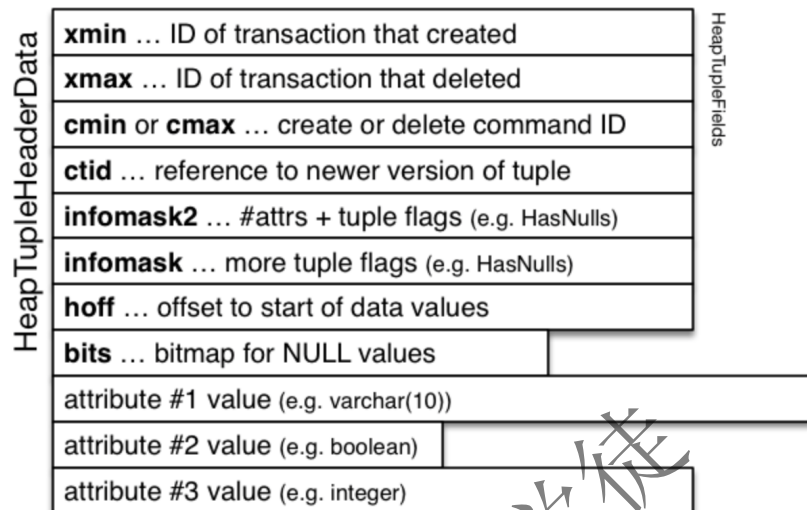 HeapTupleHeaderData
HeapTupleFields
xmin … ID of transaction that created
xmax … ID of transaction that deleted
cmin or cmax … create or delete command ID
ctid … reference to newer version of tuple
infomask2 … #attrs + tuple flags (e.g. HasNulls)
infomask … more tuple flags (e.g. HasNulls)
hoff … offset to start of data values
bits … bitmap for NULL values
attribute #1 value (e.g. varchar(10))
attribute #2 value (e.g. boolean)
attribute #3 value (e.g. integer)
徒